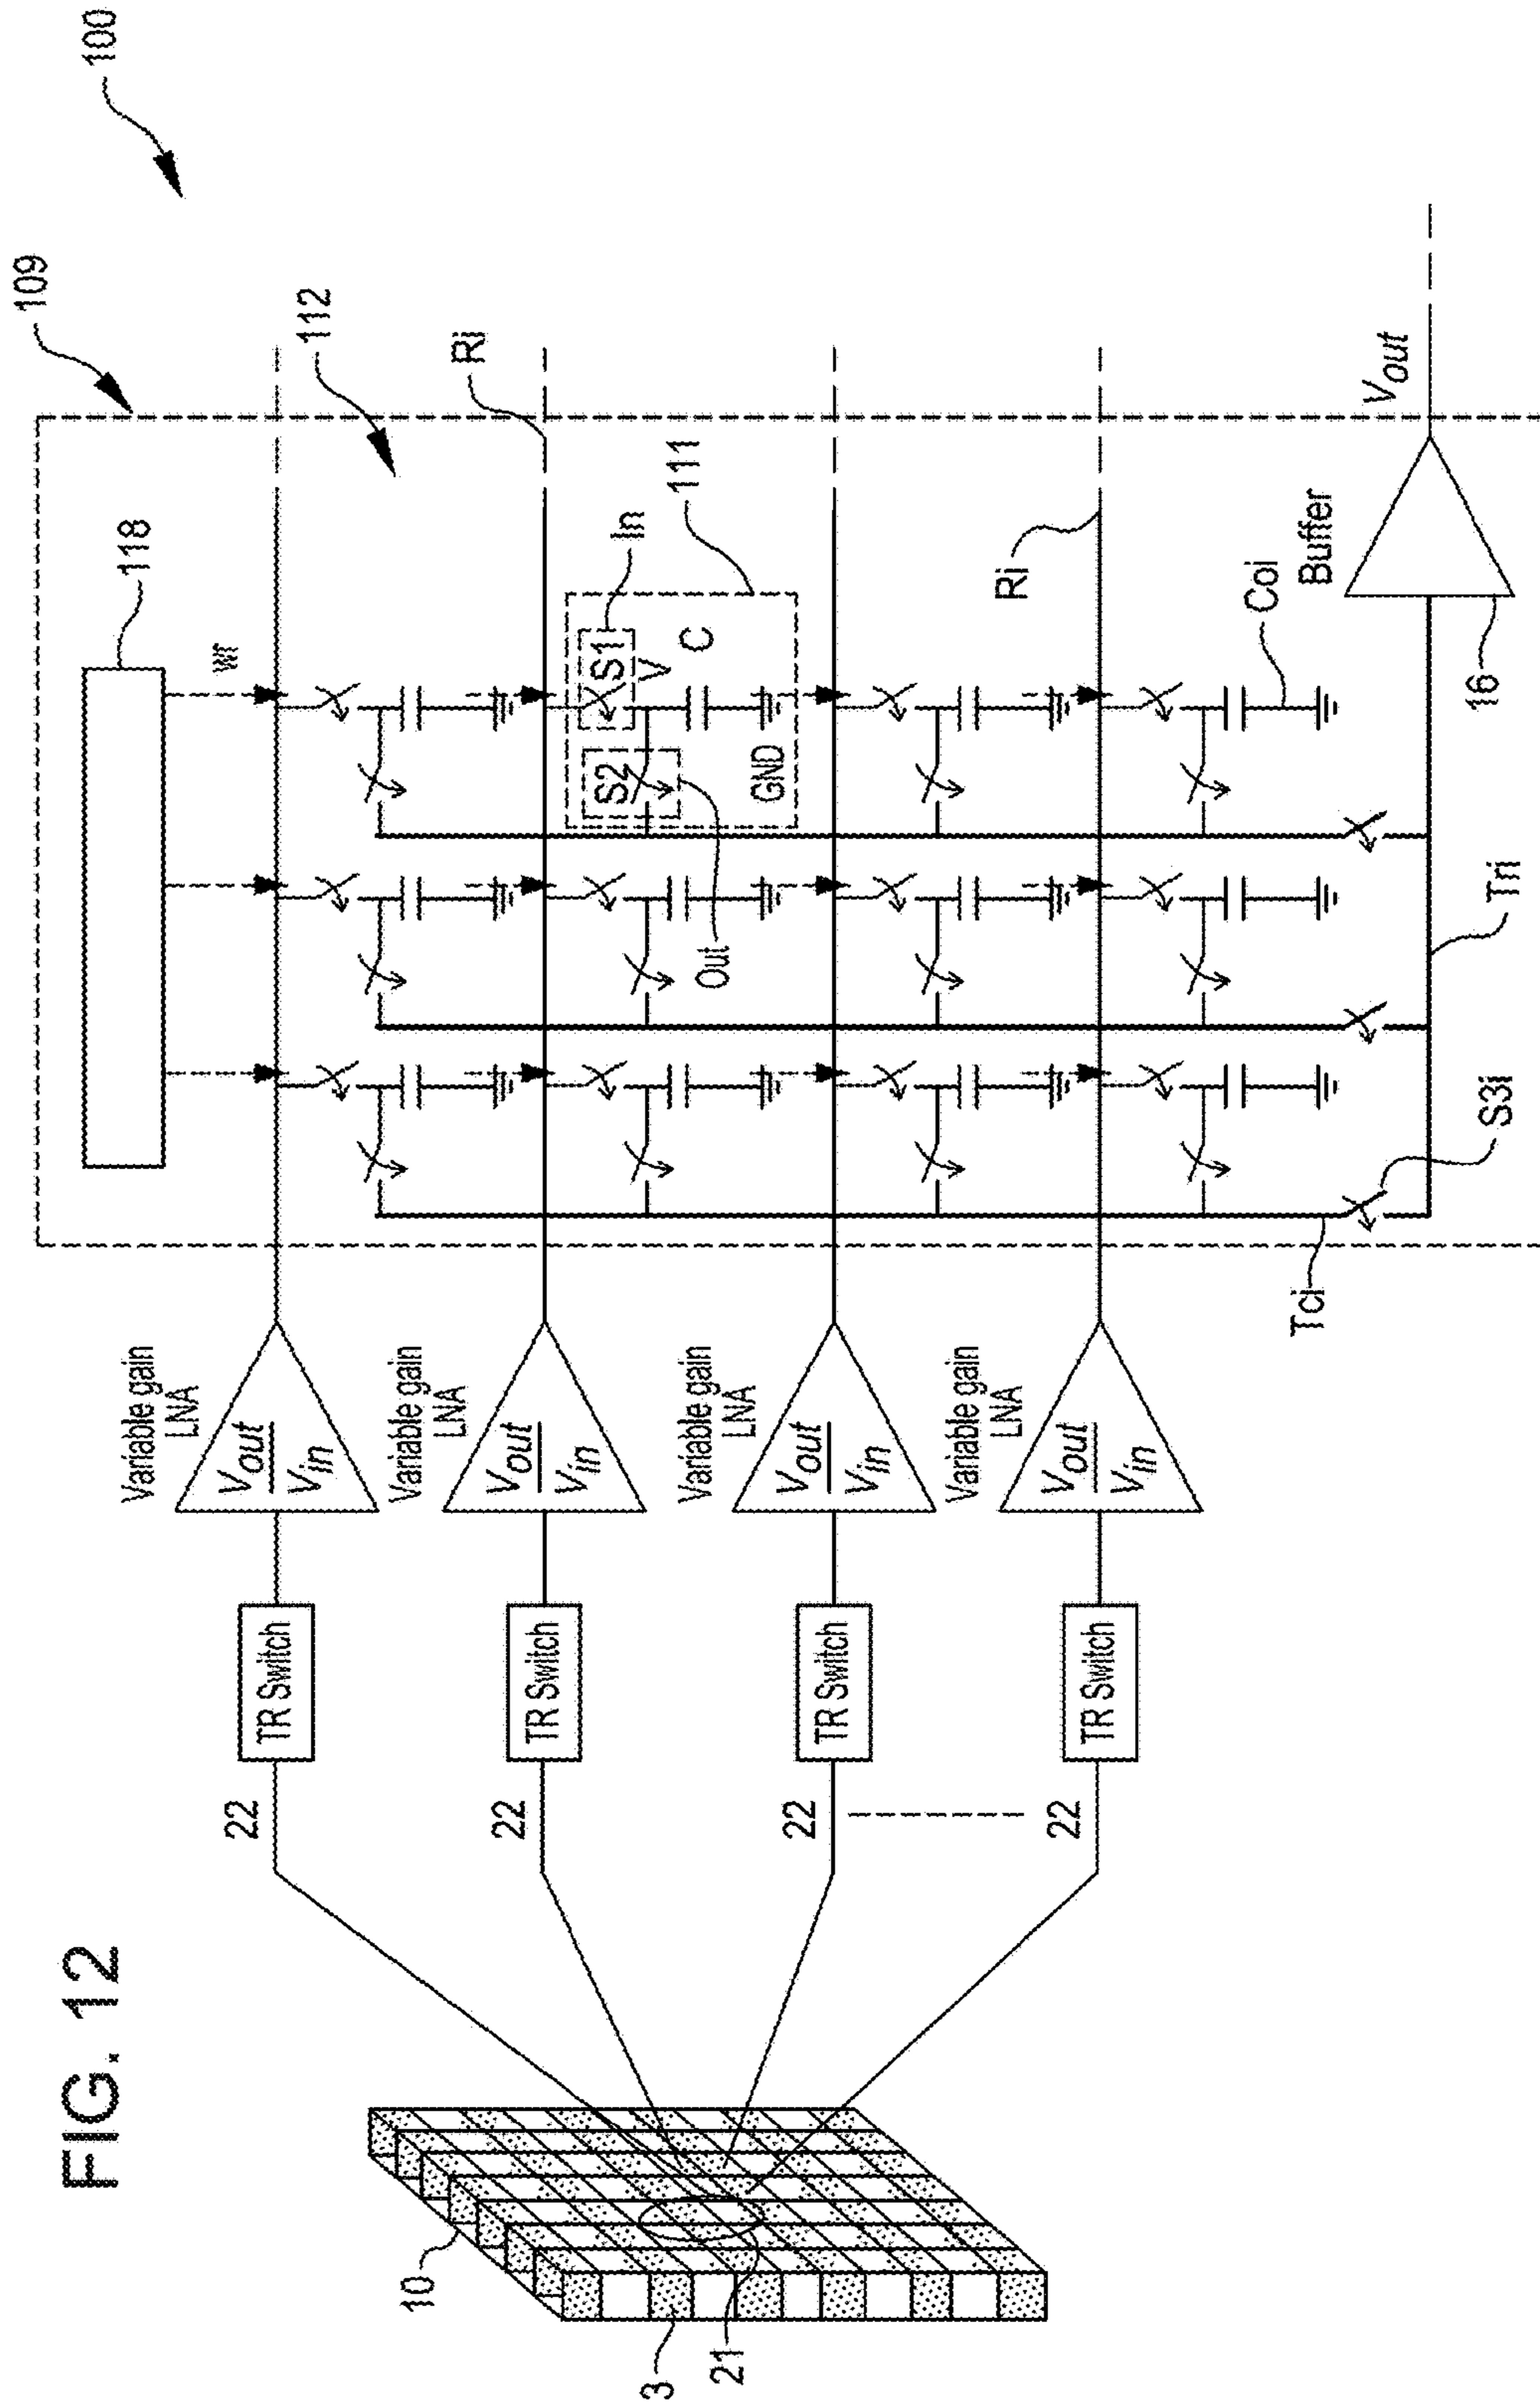 FIG. 12
100
109
112
118
wr
Ri
In
111
S1
V
C
S2
GND
Out
Ri
Coi
Buffer
16
Vout
Tri
S3i
Tci
Variable gain
LNA
Vout
Vin
Variable gain
LNA
Vout
Vin
Variable gain
LNA
Vout
Vin
Variable gain
LNA
Vout
Vin
TR Switch
TR Switch
TR Switch
TR Switch
22
22
22
22
10
3
21